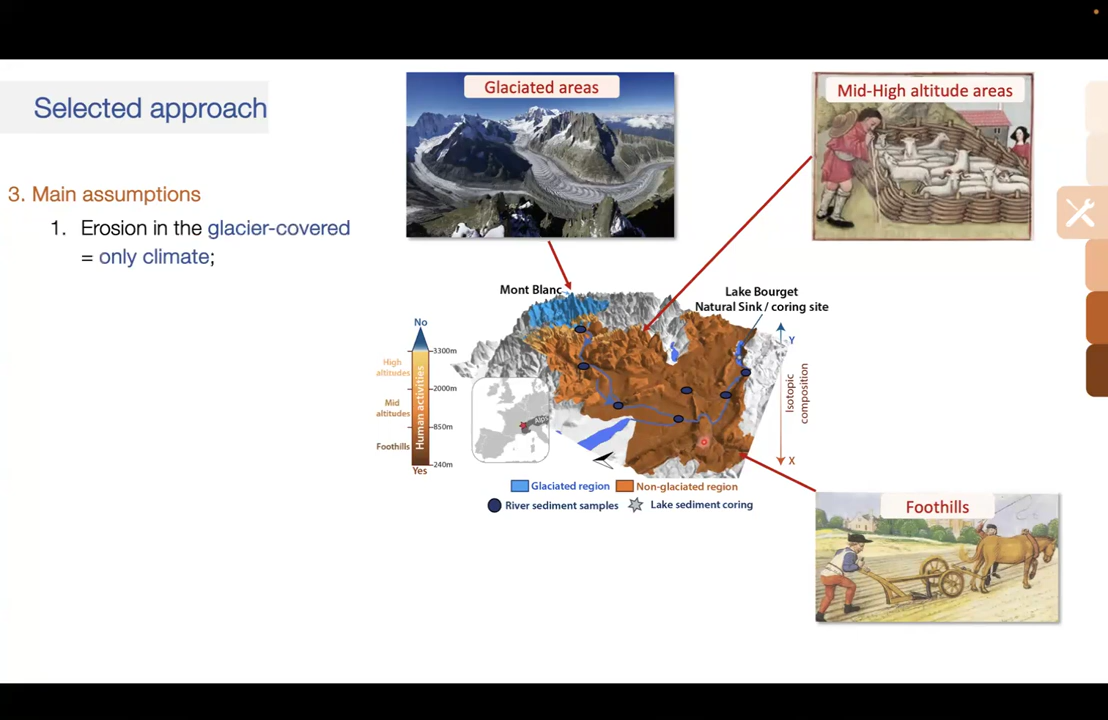 Selected approach
3. Main assumptions
1. Erosion in the glacier-covered
= only climate;
Glaciated areas
Mid-High altitude areas
Mont Blanc
Lake Bourget
Natural Sink / coring site
No
3300m
High
altitudes
2000m
Mid
altitudes
850m
Foothills
240m
Yes
Human activities
Alps
Y
Isotopic
composition
X
Glaciated region
Non-glaciated region
River sediment samples
Lake sediment coring
Foothills